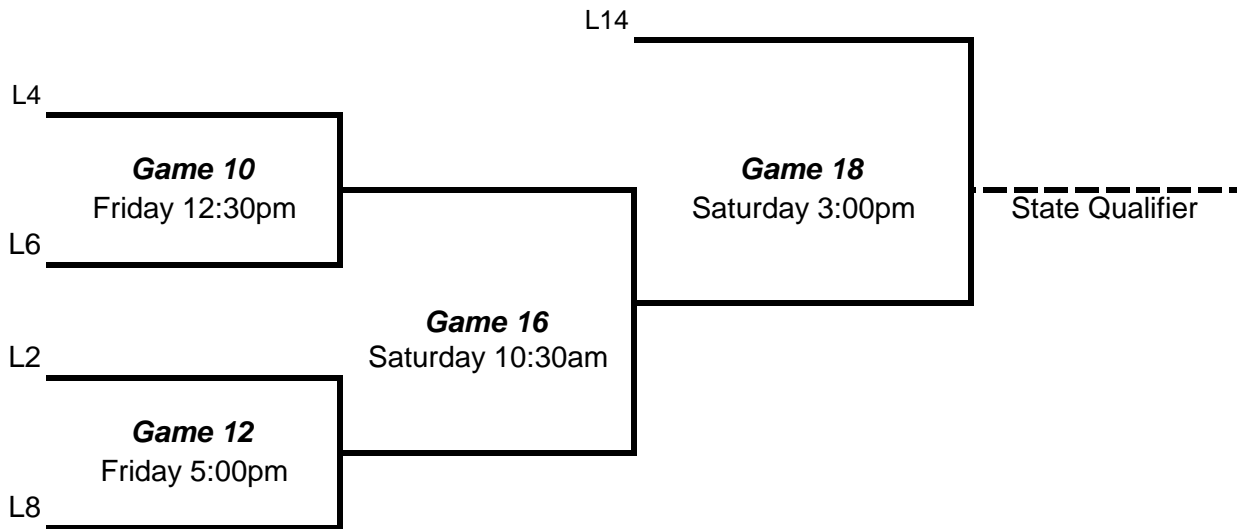 L14
L4
Game 10
Friday 12:30pm
L6
Game 18
Saturday 3:00pm
State Qualifier
Game 16
Saturday 10:30am
L2
Game 12
Friday 5:00pm
L8